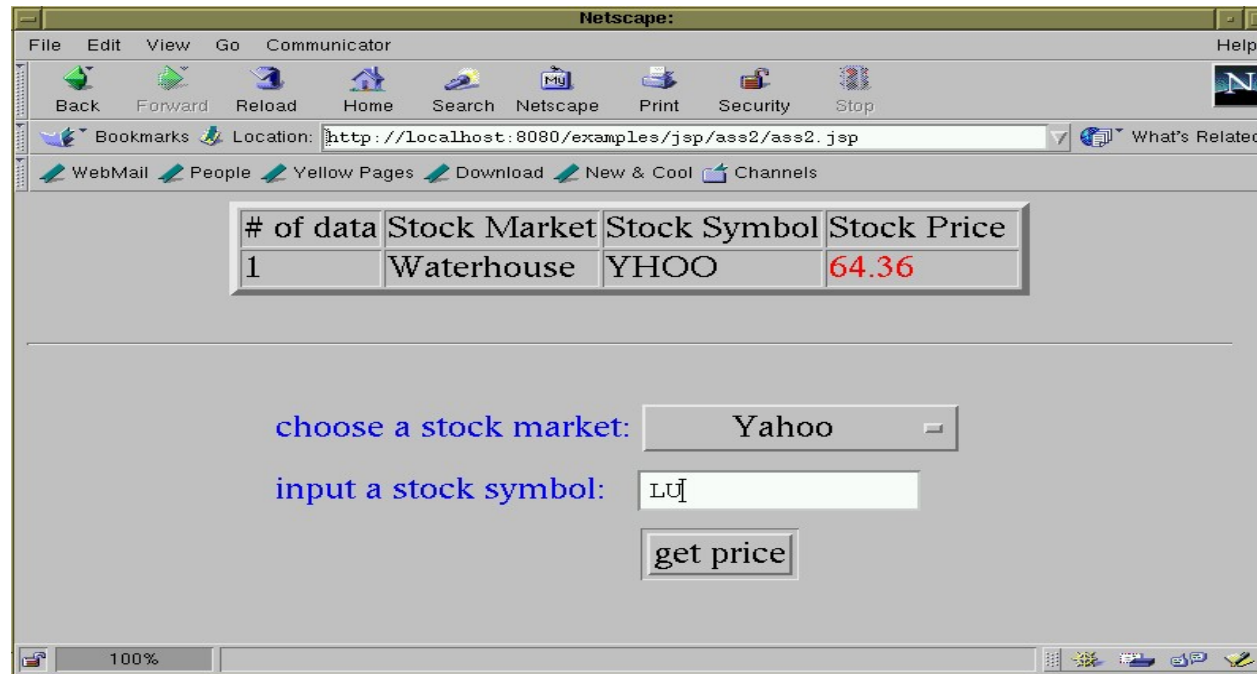 Netscape:
File Edit View Go Communicator Help
Back Forward Reload Home Search Netscape Print Security Stop
My N
Bookmarks Location: http://localhost:8080/examples/jsp/ass2/ass2.jsp What's Related
WebMail People Yellow Pages Download New & Cool Channels
# of data Stock Market Stock Symbol Stock Price
1 Waterhouse YHOO 64.36
choose a stock market: Yahoo
input a stock symbol: LU
get price
100%